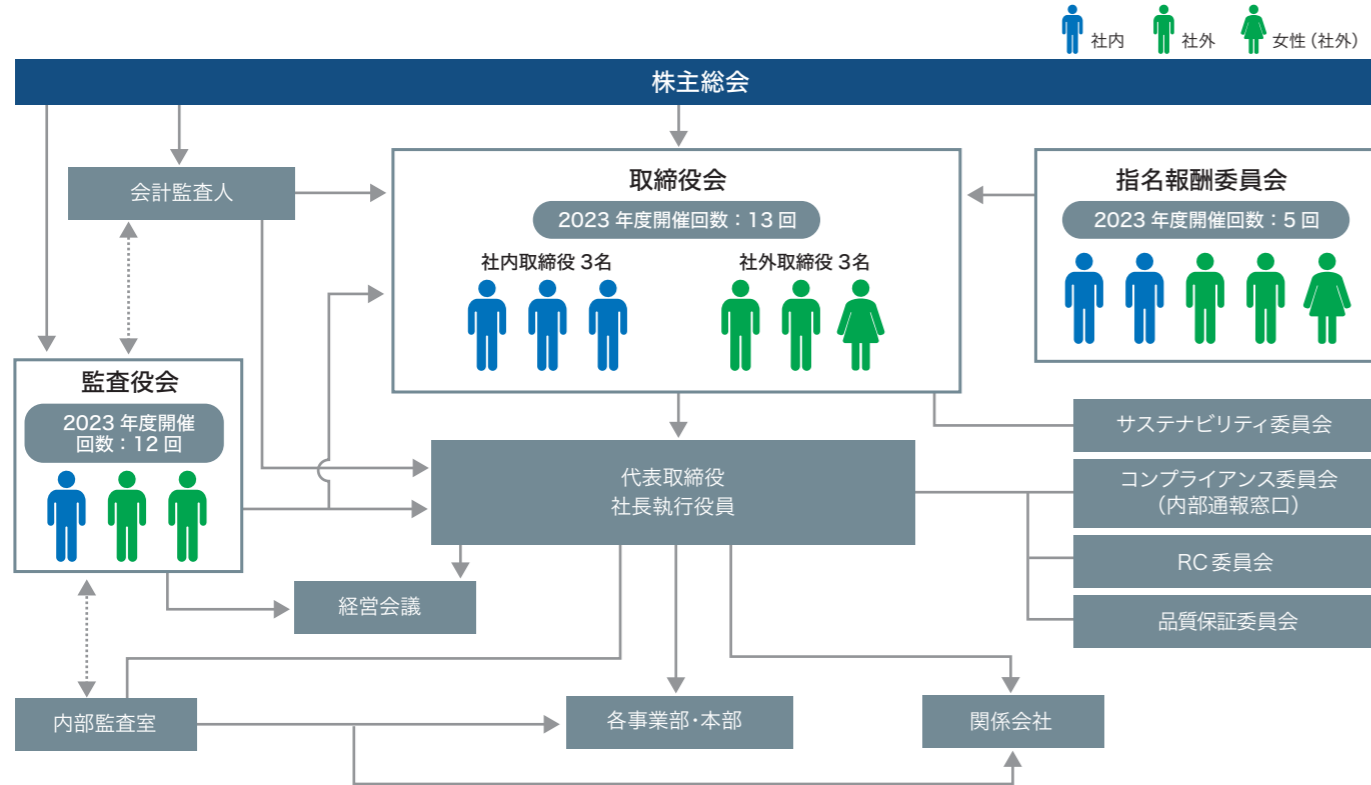 社内
社外
女性（社外）
株主総会
会計監査人
取締役会
2023 年度開催回数：13 回
社内取締役 3名
社外取締役 3名
指名報酬委員会
2023 年度開催回数：5 回
監査役会
2023 年度開催
回数：12 回
代表取締役
社長執行役員
サステナビリティ委員会
コンプライアンス委員会
（内部通報窓口）
RC 委員会
品質保証委員会
経営会議
内部監査室
各事業部・本部
関係会社